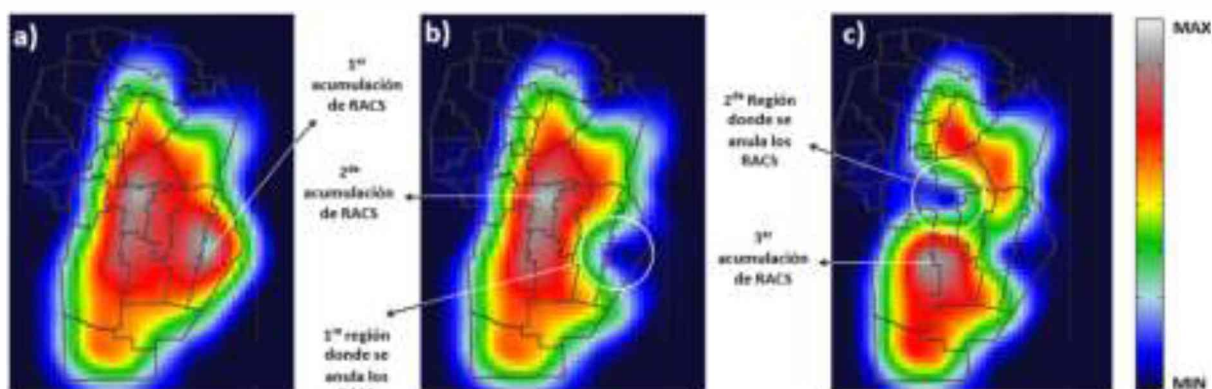 a)
1er
acumulación
de RACS
2da
acumulación
de RACS
1ra región
donde se
anula los
b)
2da Región
donde se
anula los
RACS
3er
acumulación
de RACS
c)
MAX
MIN